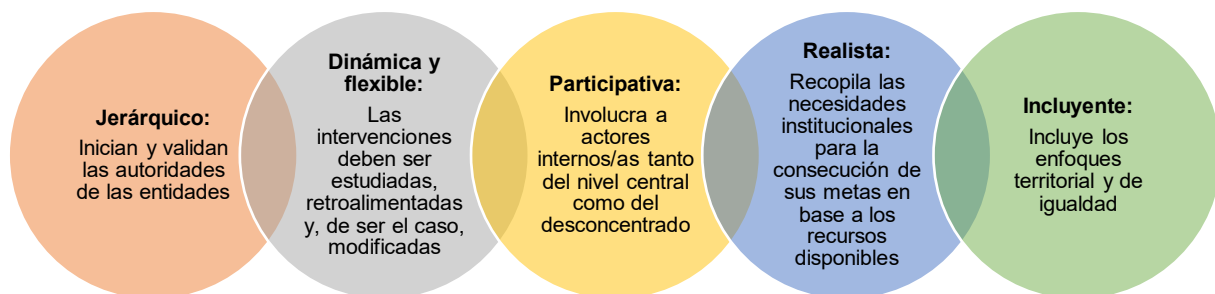 Jerárquico:
Inician y validan
las autoridades
de las entidades
Dinámica y
flexible:
Las
intervenciones
deben ser
estudiadas,
retroalimentadas
y, de ser el caso,
modificadas
Participativa:
Involucra a
actores
internos/as tanto
del nivel central
como del
desconcentrado
Realista:
Recopila las
necesidades
institucionales
para la
consecución de
sus metas en
base a los
recursos
disponibles
Incluyente:
Incluye los
enfoques
territorial y de
igualdad